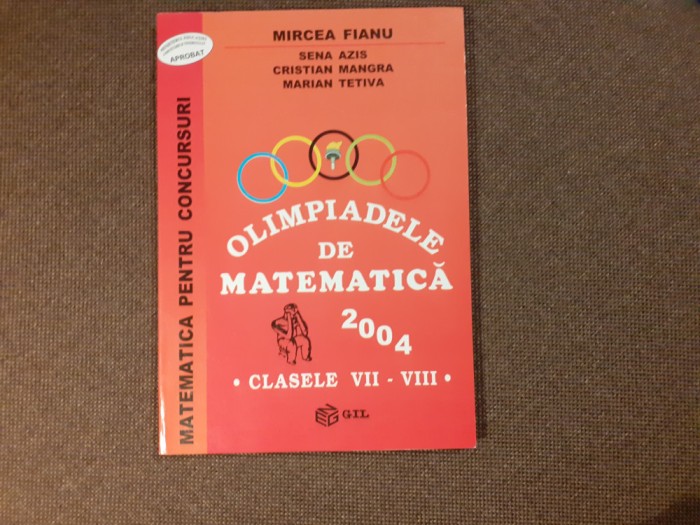 MIRCEA FIANU
SENA AZIS
CRISTIAN MANGRA
MARIAN TETIVA
APROBAT
MATEMATICA PENTRU CONCURSURI
OLIMPIADELE
DE
MATEMATICĂ
2004
• CLASELE VII - VIII •
GIL